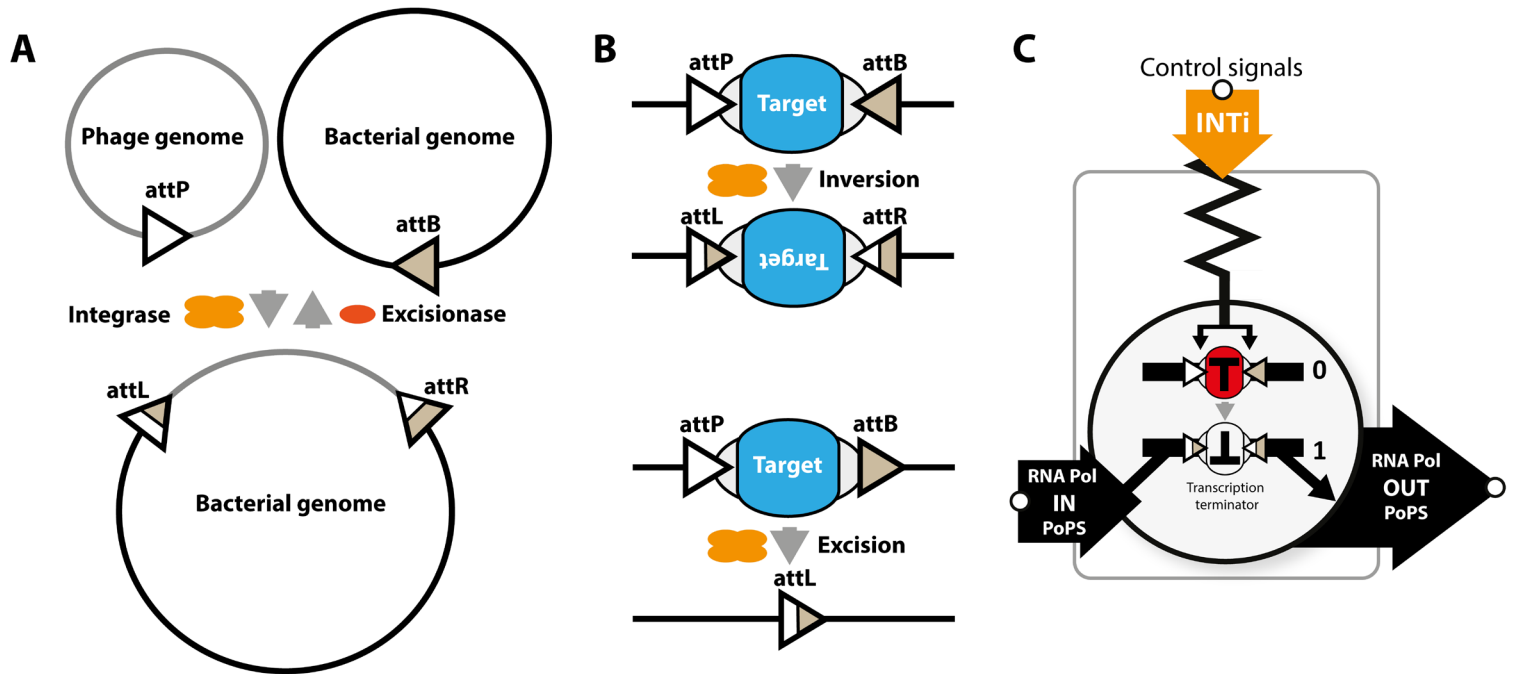 A
Phage genome
attP
Bacterial genome
attB
Integrase
Excisionase
attL
attR
Bacterial genome
B
attP
attB
Target
Inversion
attL
attR
Target
attP
attB
Target
Excision
attL
C
Control signals
INTi
0
1
Transcription
terminator
RNA Pol
IN
PoPS
RNA Pol
OUT
PoPS